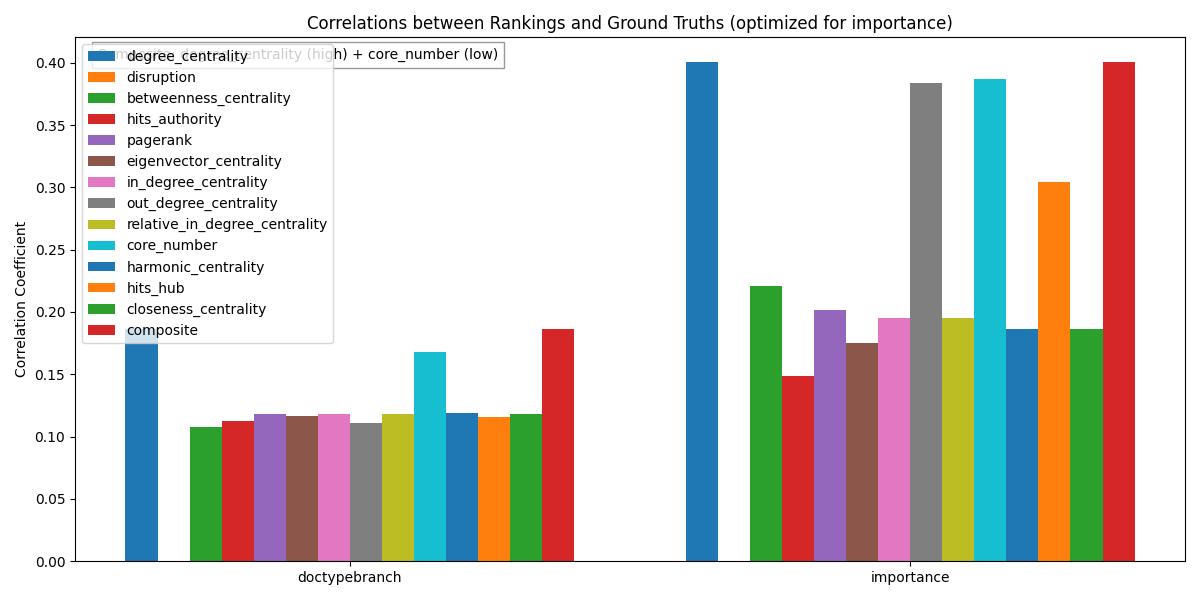 Correlations between Rankings and Ground Truths (optimized for importance)
Composite: degree_centrality (high) + core_number (low)
degree_centrality
disruption
betweenness_centrality
hits_authority
pagerank
eigenvector_centrality
in_degree_centrality
out_degree_centrality
relative_in_degree_centrality
core_number
harmonic_centrality
hits_hub
closeness_centrality
composite
Correlation Coefficient
0.40
0.35
0.30
0.25
0.20
0.15
0.10
0.05
0.00
doctypebranch
importance